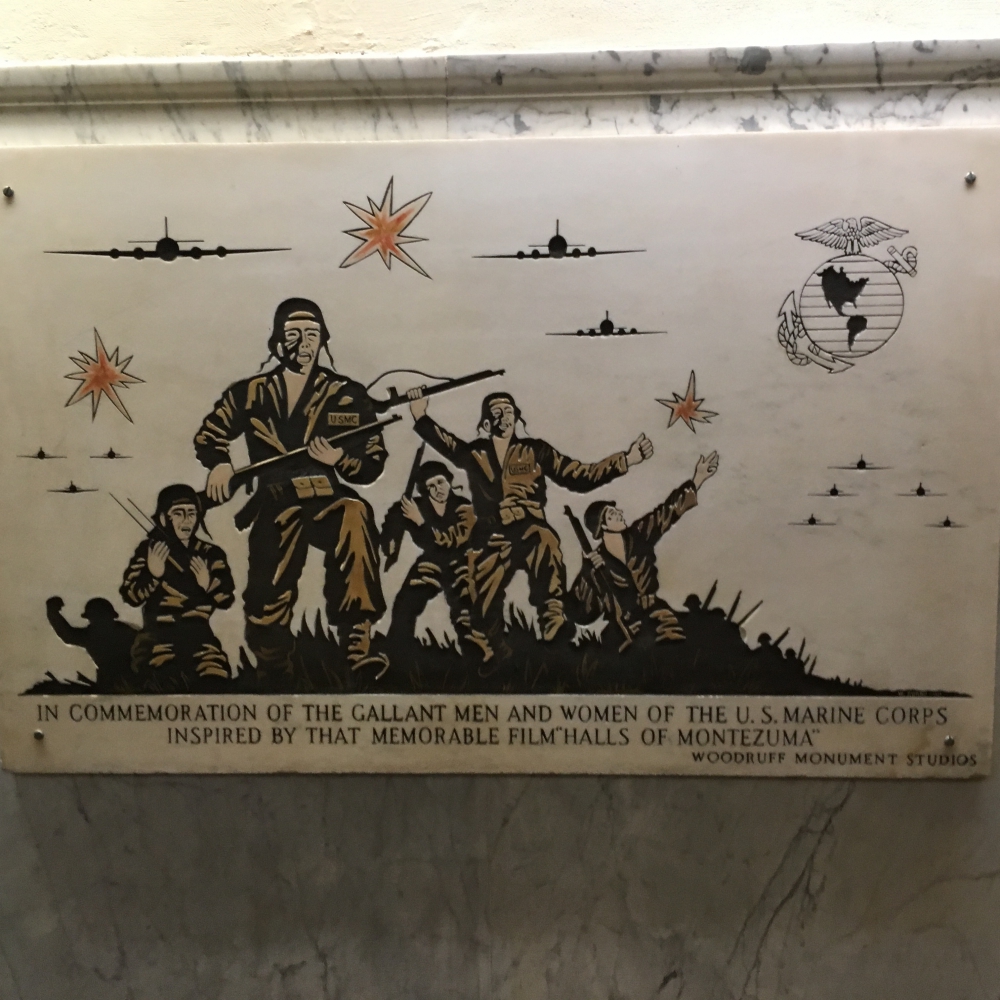 USMC
USMC
IN COMMEMORATION OF THE GALLANT MEN AND WOMEN OF THE U.S. MARINE CORPS
INSPIRED BY THAT MEMORABLE FILM "HALLS OF MONTEZUMA"
WOODRUFF MONUMENT STUDIOS